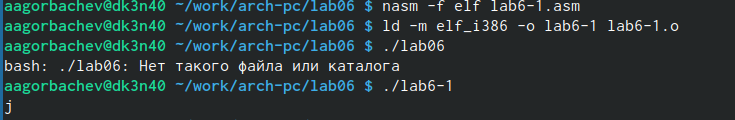 aagorbachev@dk3n40 ~/work/arch-pc/lab06 $ nasm -f elf lab6-1.asm
aagorbachev@dk3n40 ~/work/arch-pc/lab06 $ ld -m elf_i386 -o lab6-1 lab6-1.o
aagorbachev@dk3n40 ~/work/arch-pc/lab06 $ ./lab06
bash: ./lab06: Нет такого файла или каталога
aagorbachev@dk3n40 ~/work/arch-pc/lab06 $ ./lab6-1
j